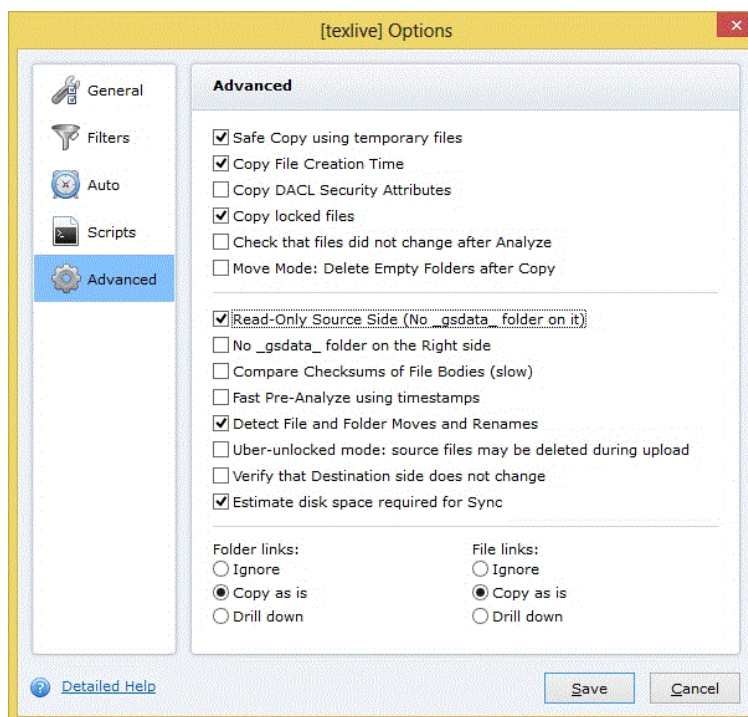 [texlive] Options
General
Filters
Auto
Scripts
Advanced
Advanced
Safe Copy using temporary files
Copy File Creation Time
Copy DACL Security Attributes
Copy locked files
Check that files did not change after Analyze
Move Mode: Delete Empty Folders after Copy
Read-Only Source Side (No _gsdata_ folder on it)
No _gsdata_ folder on the Right side
Compare Checksums of File Bodies (slow)
Fast Pre-Analyze using timestamps
Detect File and Folder Moves and Renames
Uber-unlocked mode: source files may be deleted during upload
Verify that Destination side does not change
Estimate disk space required for Sync
Folder links:
Ignore
Copy as is
Drill down
File links:
Ignore
Copy as is
Drill down
Detailed Help
Save
Cancel